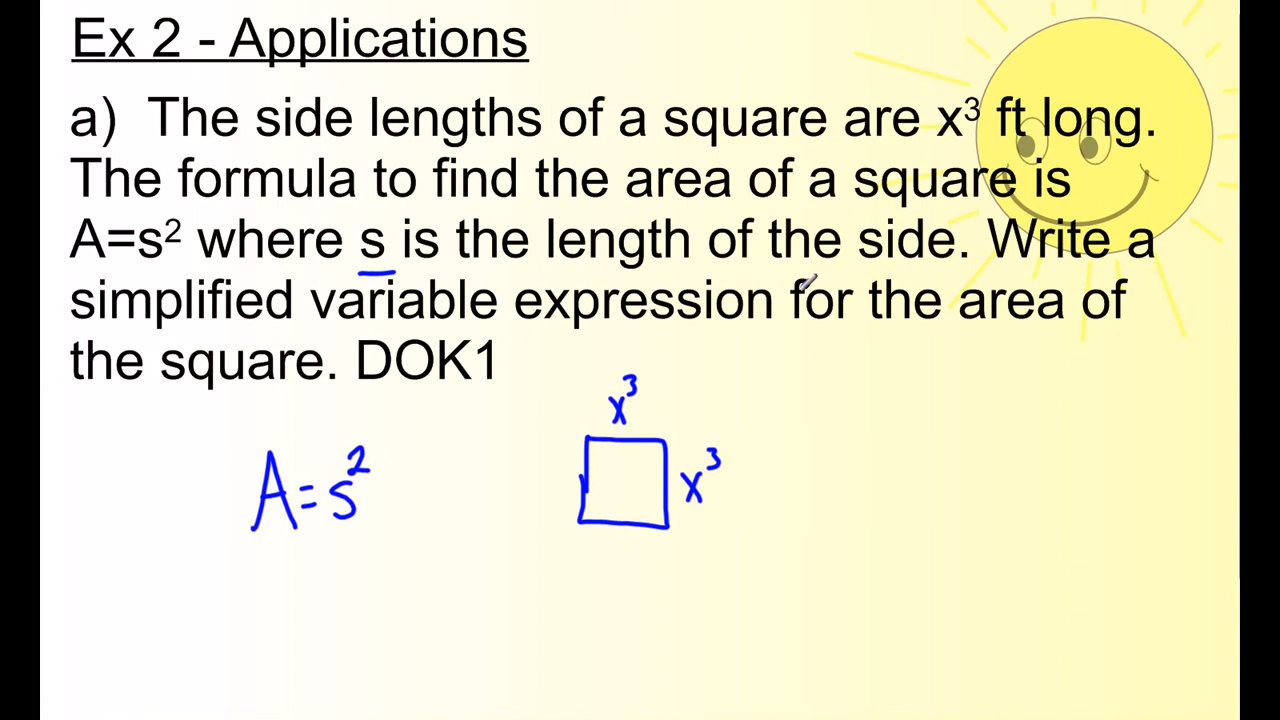 Ex 2 - Applications
a) The side lengths of a square are x³ ft long.
The formula to find the area of a square is
A=s² where s is the length of the side. Write a
simplified variable expression for the area of
the square. DOK1
x³
A=s²
x³